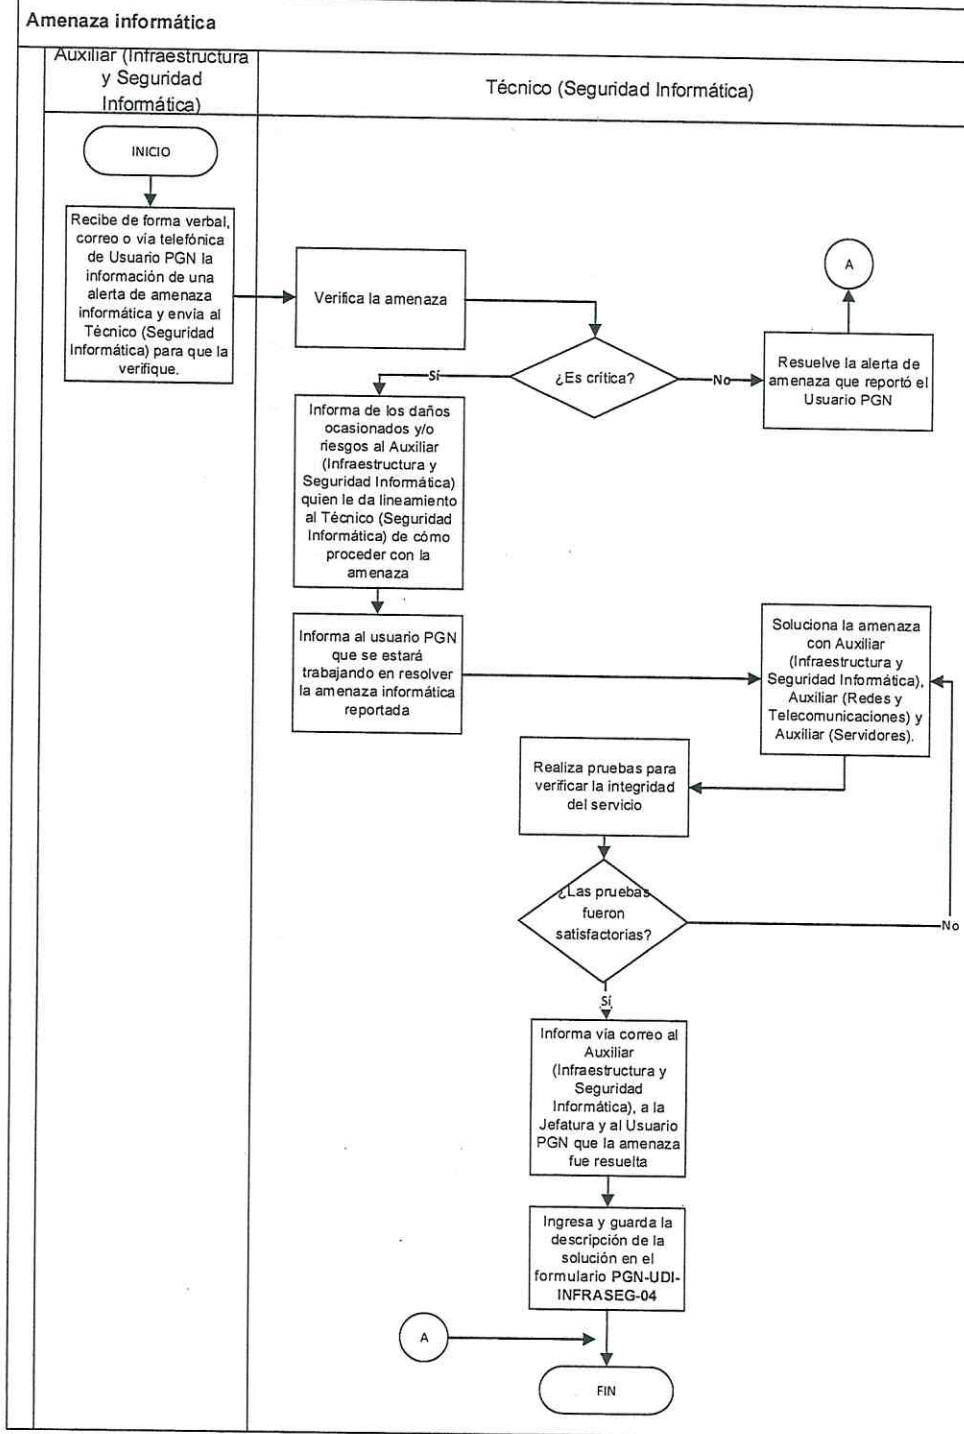 Amenaza informática
Auxiliar (Infraestructura
y Seguridad
Informática)
Técnico (Seguridad Informática)
INICIO
Recibe de forma verbal,
correo o vía telefónica
de Usuario PGN la
información de una
alerta de amenaza
informática y envía al
Técnico (Seguridad
Informática) para que la
verifique.
Verifica la amenaza
A
¿Es crítica?
Sí
No
Resuelve la alerta de
amenaza que reportó el
Usuario PGN
Informa de los daños
ocasionados y/o
riesgos al Auxiliar
(Infraestructura y
Seguridad Informática)
quien le da lineamiento
al Técnico (Seguridad
Informática) de cómo
proceder con la
amenaza
Informa al usuario PGN
que se estará
trabajando en resolver
la amenaza informática
reportada
Soluciona la amenaza
con Auxiliar
(Infraestructura y
Seguridad Informática),
Auxiliar (Redes y
Telecomunicaciones) y
Auxiliar (Servidores).
Realiza pruebas para
verificar la integridad
del servicio
¿Las pruebas
fueron
satisfactorias?
No
Sí
Informa vía correo al
Auxiliar
(Infraestructura y
Seguridad
Informática), a la
Jefatura y al Usuario
PGN que la amenaza
fue resuelta
Ingresa y guarda la
descripción de la
solución en el
formulario PGN-UDI-
INFRASEG-04
A
FIN